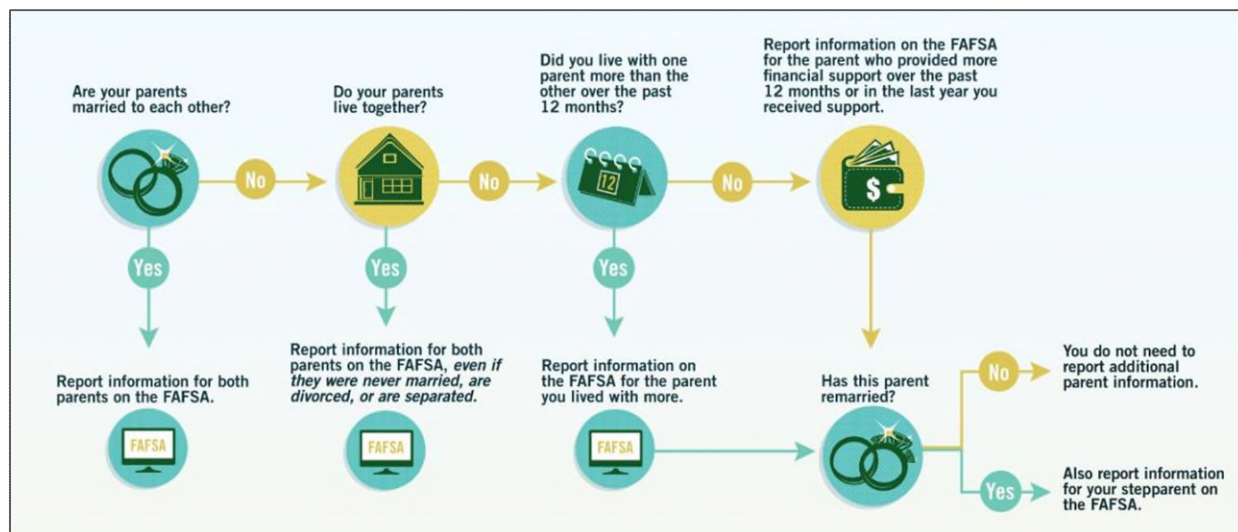 Are your parents
married to each other?
No
Do your parents
live together?
No
Did you live with one
parent more than the
other over the past
12 months?
12
No
Report information on the FAFSA
for the parent who provided more
financial support over the past
12 months or in the last year you
received support.
$
Yes
Yes
Yes
Report information for both
parents on the FAFSA.
FAFSA
Report information for both
parents on the FAFSA, even if
they were never married, are
divorced, or are separated.
FAFSA
Report information on
the FAFSA for the parent
you lived with more.
FAFSA
Has this parent
remarried?
No
You do not need to
report additional
parent information.
Yes
Also report information
for your stepparent on
the FAFSA.